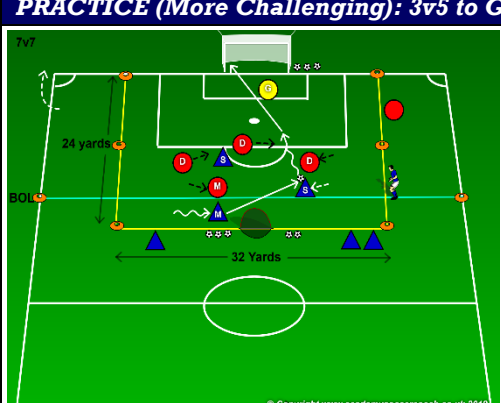 PRACTICE (More Challenging): 3v5 to G
7v7
G
24 yards
D
D
S
D
M
S
BOL
M
32 Yards